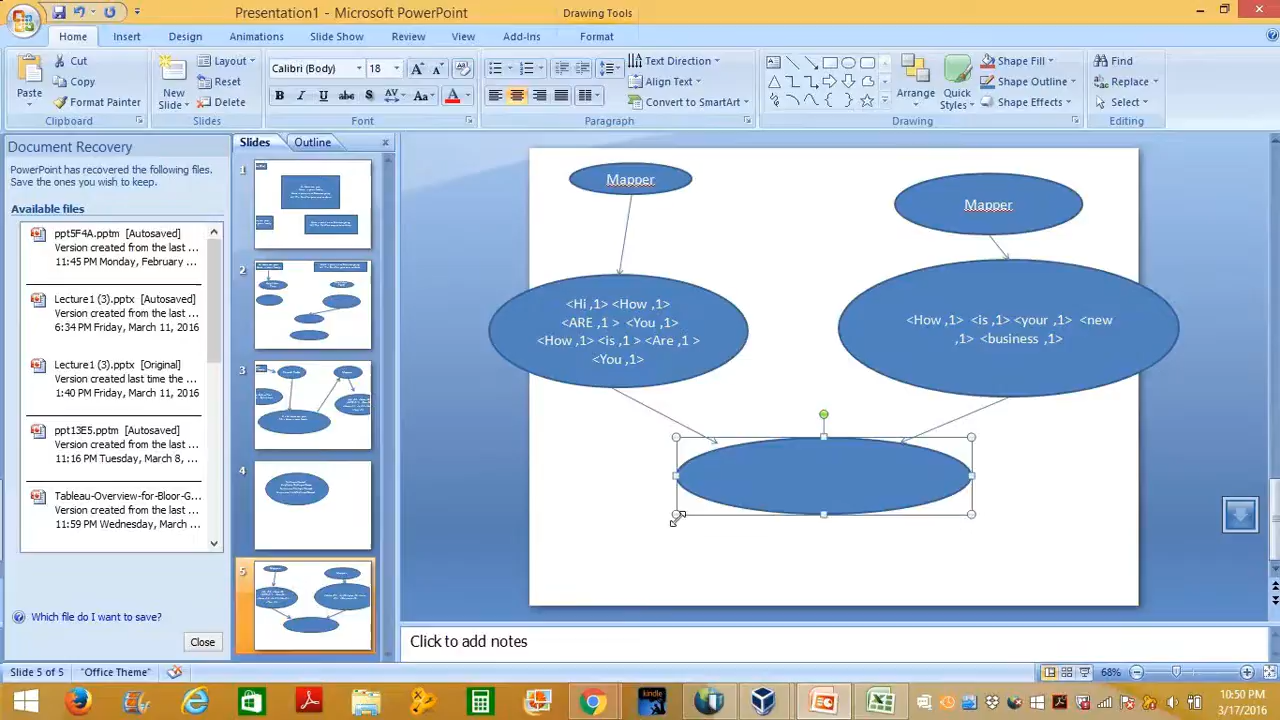 Presentation1 - Microsoft PowerPoint
Drawing Tools
Home
Insert
Design
Animations
Slide Show
Review
View
Add-Ins
Format
Paste
Cut
Copy
Format Painter
Clipboard
New
Slide
Layout
Reset
Delete
Slides
Calibri (Body)
18
B I U abc S AV Aa A
Font
Text Direction
Align Text
Convert to SmartArt
Paragraph
Arrange
Quick
Styles
Shape Fill
Shape Outline
Shape Effects
Drawing
Find
Replace
Select
Editing
Document Recovery
PowerPoint has recovered the following files.
Save the ones you wish to keep.
Available files
ppt5F4A.pptm [Autosaved]
Version created from the last ...
11:45 PM Monday, February ...
Lecture1 (3).pptx [Autosaved]
Version created from the last ...
6:34 PM Friday, March 11, 2016
Lecture1 (3).pptx [Original]
Version created last time the ...
1:40 PM Friday, March 11, 2016
ppt13E5.pptm [Autosaved]
Version created from the last ...
11:16 PM Tuesday, March 8, ...
Tableau-Overview-for-Bloor-G...
Version created from the last ...
11:59 PM Wednesday, March ...
Which file do I want to save?
Close
Slides
Outline
1
2
3
4
5
Mapper
Mapper
<Hi ,1> <How ,1>
<ARE ,1 > <You ,1>
<How ,1> <is ,1 > <Are ,1 >
<You ,1>
<How ,1> <is ,1> <your ,1> <new
,1> <business ,1>
Click to add notes
Slide 5 of 5
"Office Theme"
68%
kindle
10:50 PM
3/17/2016